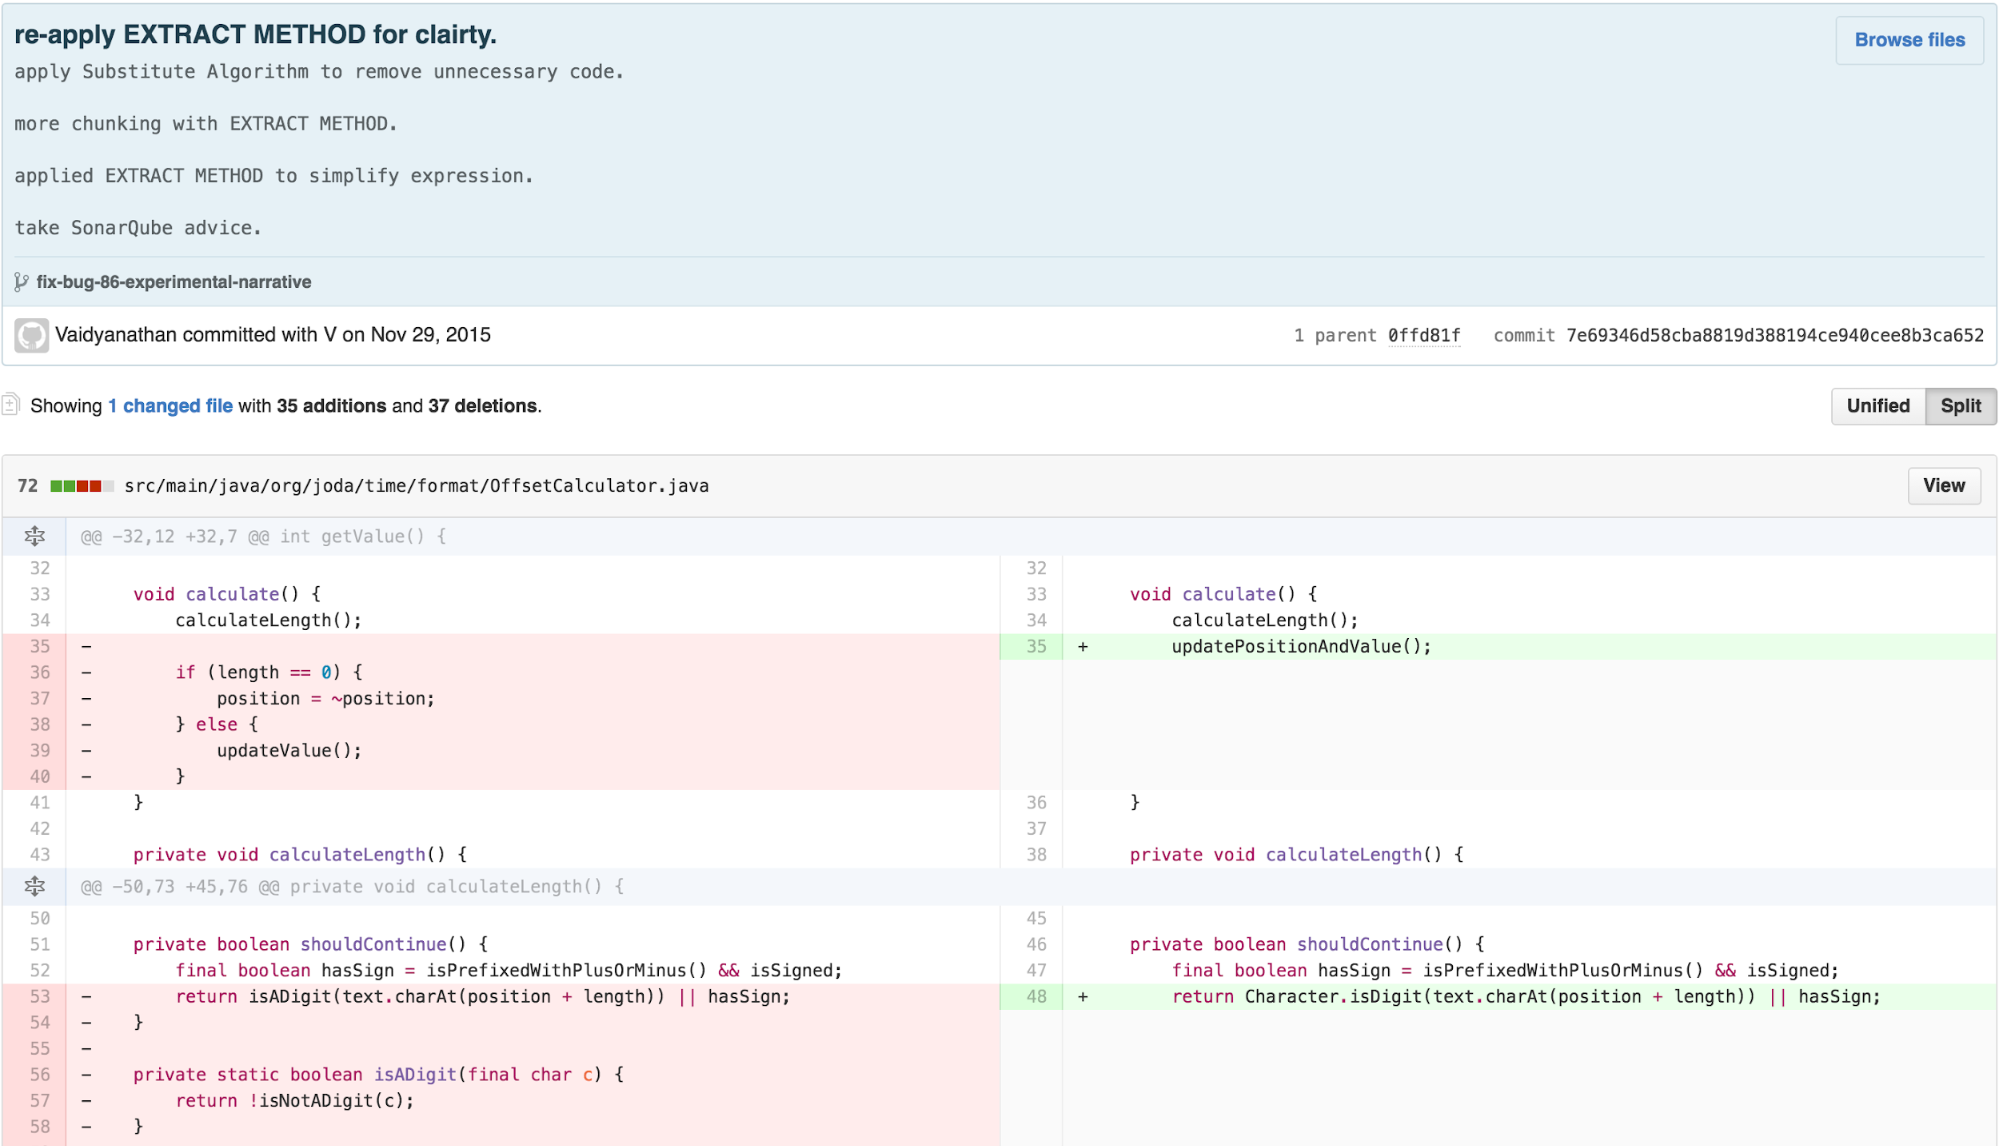 re-apply EXTRACT METHOD for clairty.
Browse files
apply Substitute Algorithm to remove unnecessary code.
more chunking with EXTRACT METHOD.
applied EXTRACT METHOD to simplify expression.
take SonarQube advice.
fix-bug-86-experimental-narrative
Vaidyanathan committed with V on Nov 29, 2015 1 parent 0ffd81f commit 7e69346d58cba8819d388194ce940cee8b3ca652
Showing 1 changed file with 35 additions and 37 deletions. Unified Split
72 src/main/java/org/joda/time/format/OffsetCalculator.java View
@@ -32,12 +32,7 @@ int getValue() {
32 32
33 void calculate() { 33 void calculate() {
34 calculateLength(); 34 calculateLength();
35 - 35 + updatePositionAndValue();
36 - if (length == 0) {
37 - position = ~position;
38 - } else {
39 - updateValue();
40 - }
41 } 36 }
42 37
43 private void calculateLength() { 38 private void calculateLength() {
@@ -50,73 +45,76 @@ private void calculateLength() {
50 45
51 private boolean shouldContinue() { 46 private boolean shouldContinue() {
52 final boolean hasSign = isPrefixedWithPlusOrMinus() && isSigned; 47 final boolean hasSign = isPrefixedWithPlusOrMinus() && isSigned;
53 - return isADigit(text.charAt(position + length)) || hasSign; 48 + return Character.isDigit(text.charAt(position + length)) || hasSign;
54 - }
55 -
56 - private static boolean isADigit(final char c) {
57 - return !isNotADigit(c);
58 - }